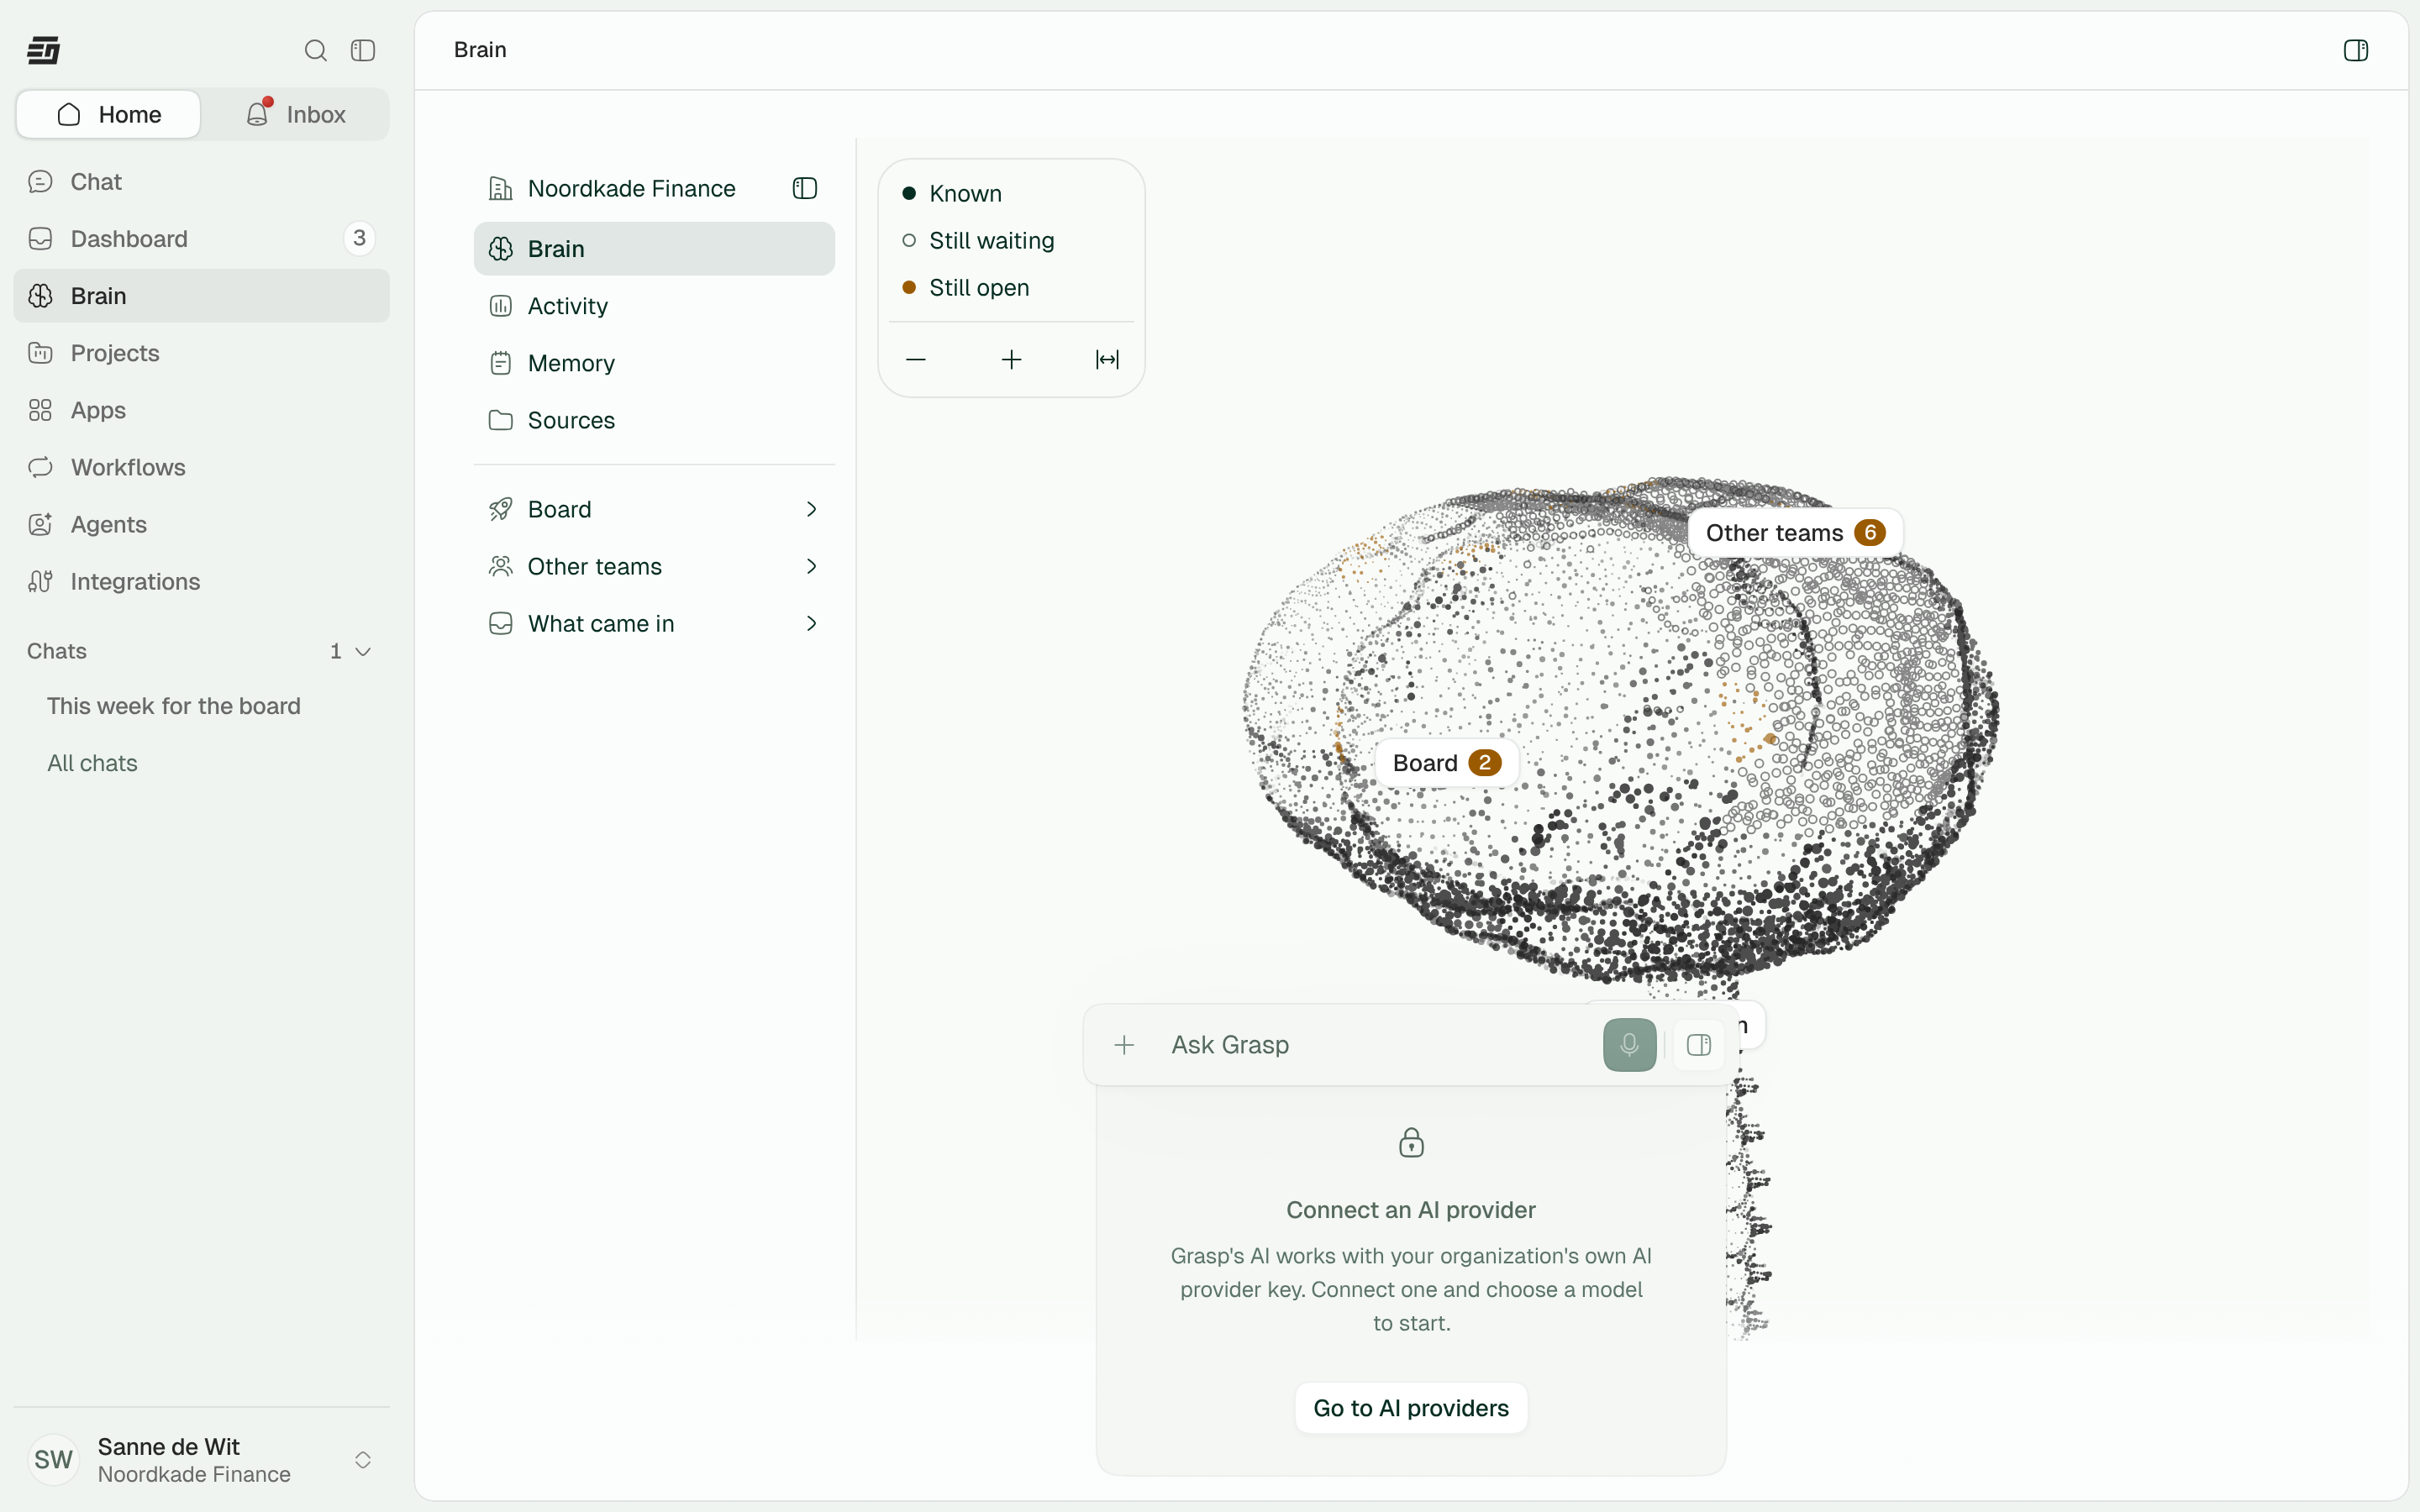 Home
Inbox
Chat
Dashboard
3
Brain
Projects
Apps
Workflows
Agents
Integrations
Chats
1
This week for the board
All chats
SW
Sanne de Wit
Noordkade Finance
Brain
Noordkade Finance
Brain
Activity
Memory
Sources
Board
Other teams
What came in
Known
Still waiting
Still open
Other teams 6
Board 2
Ask Grasp
Connect an AI provider
Grasp's AI works with your organization's own AI
provider key. Connect one and choose a model
to start.
Go to AI providers